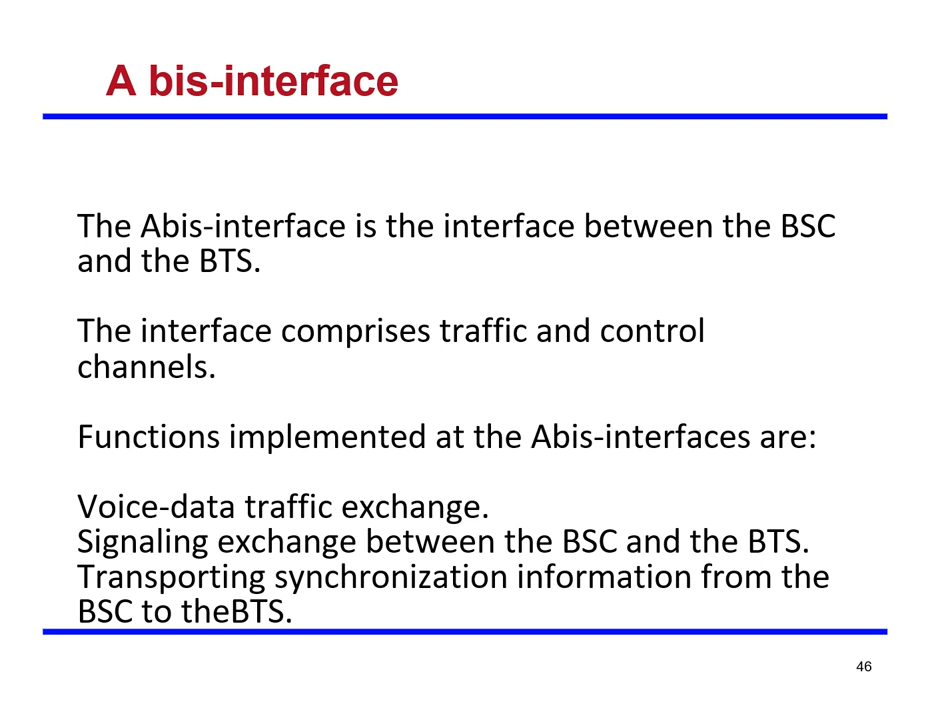 A bis-interface
The Abis-interface is the interface between the BSC
and the BTS.
The interface comprises traffic and control
channels.
Functions implemented at the Abis-interfaces are:
Voice-data traffic exchange.
Signaling exchange between the BSC and the BTS.
Transporting synchronization information from the
BSC to theBTS.
46